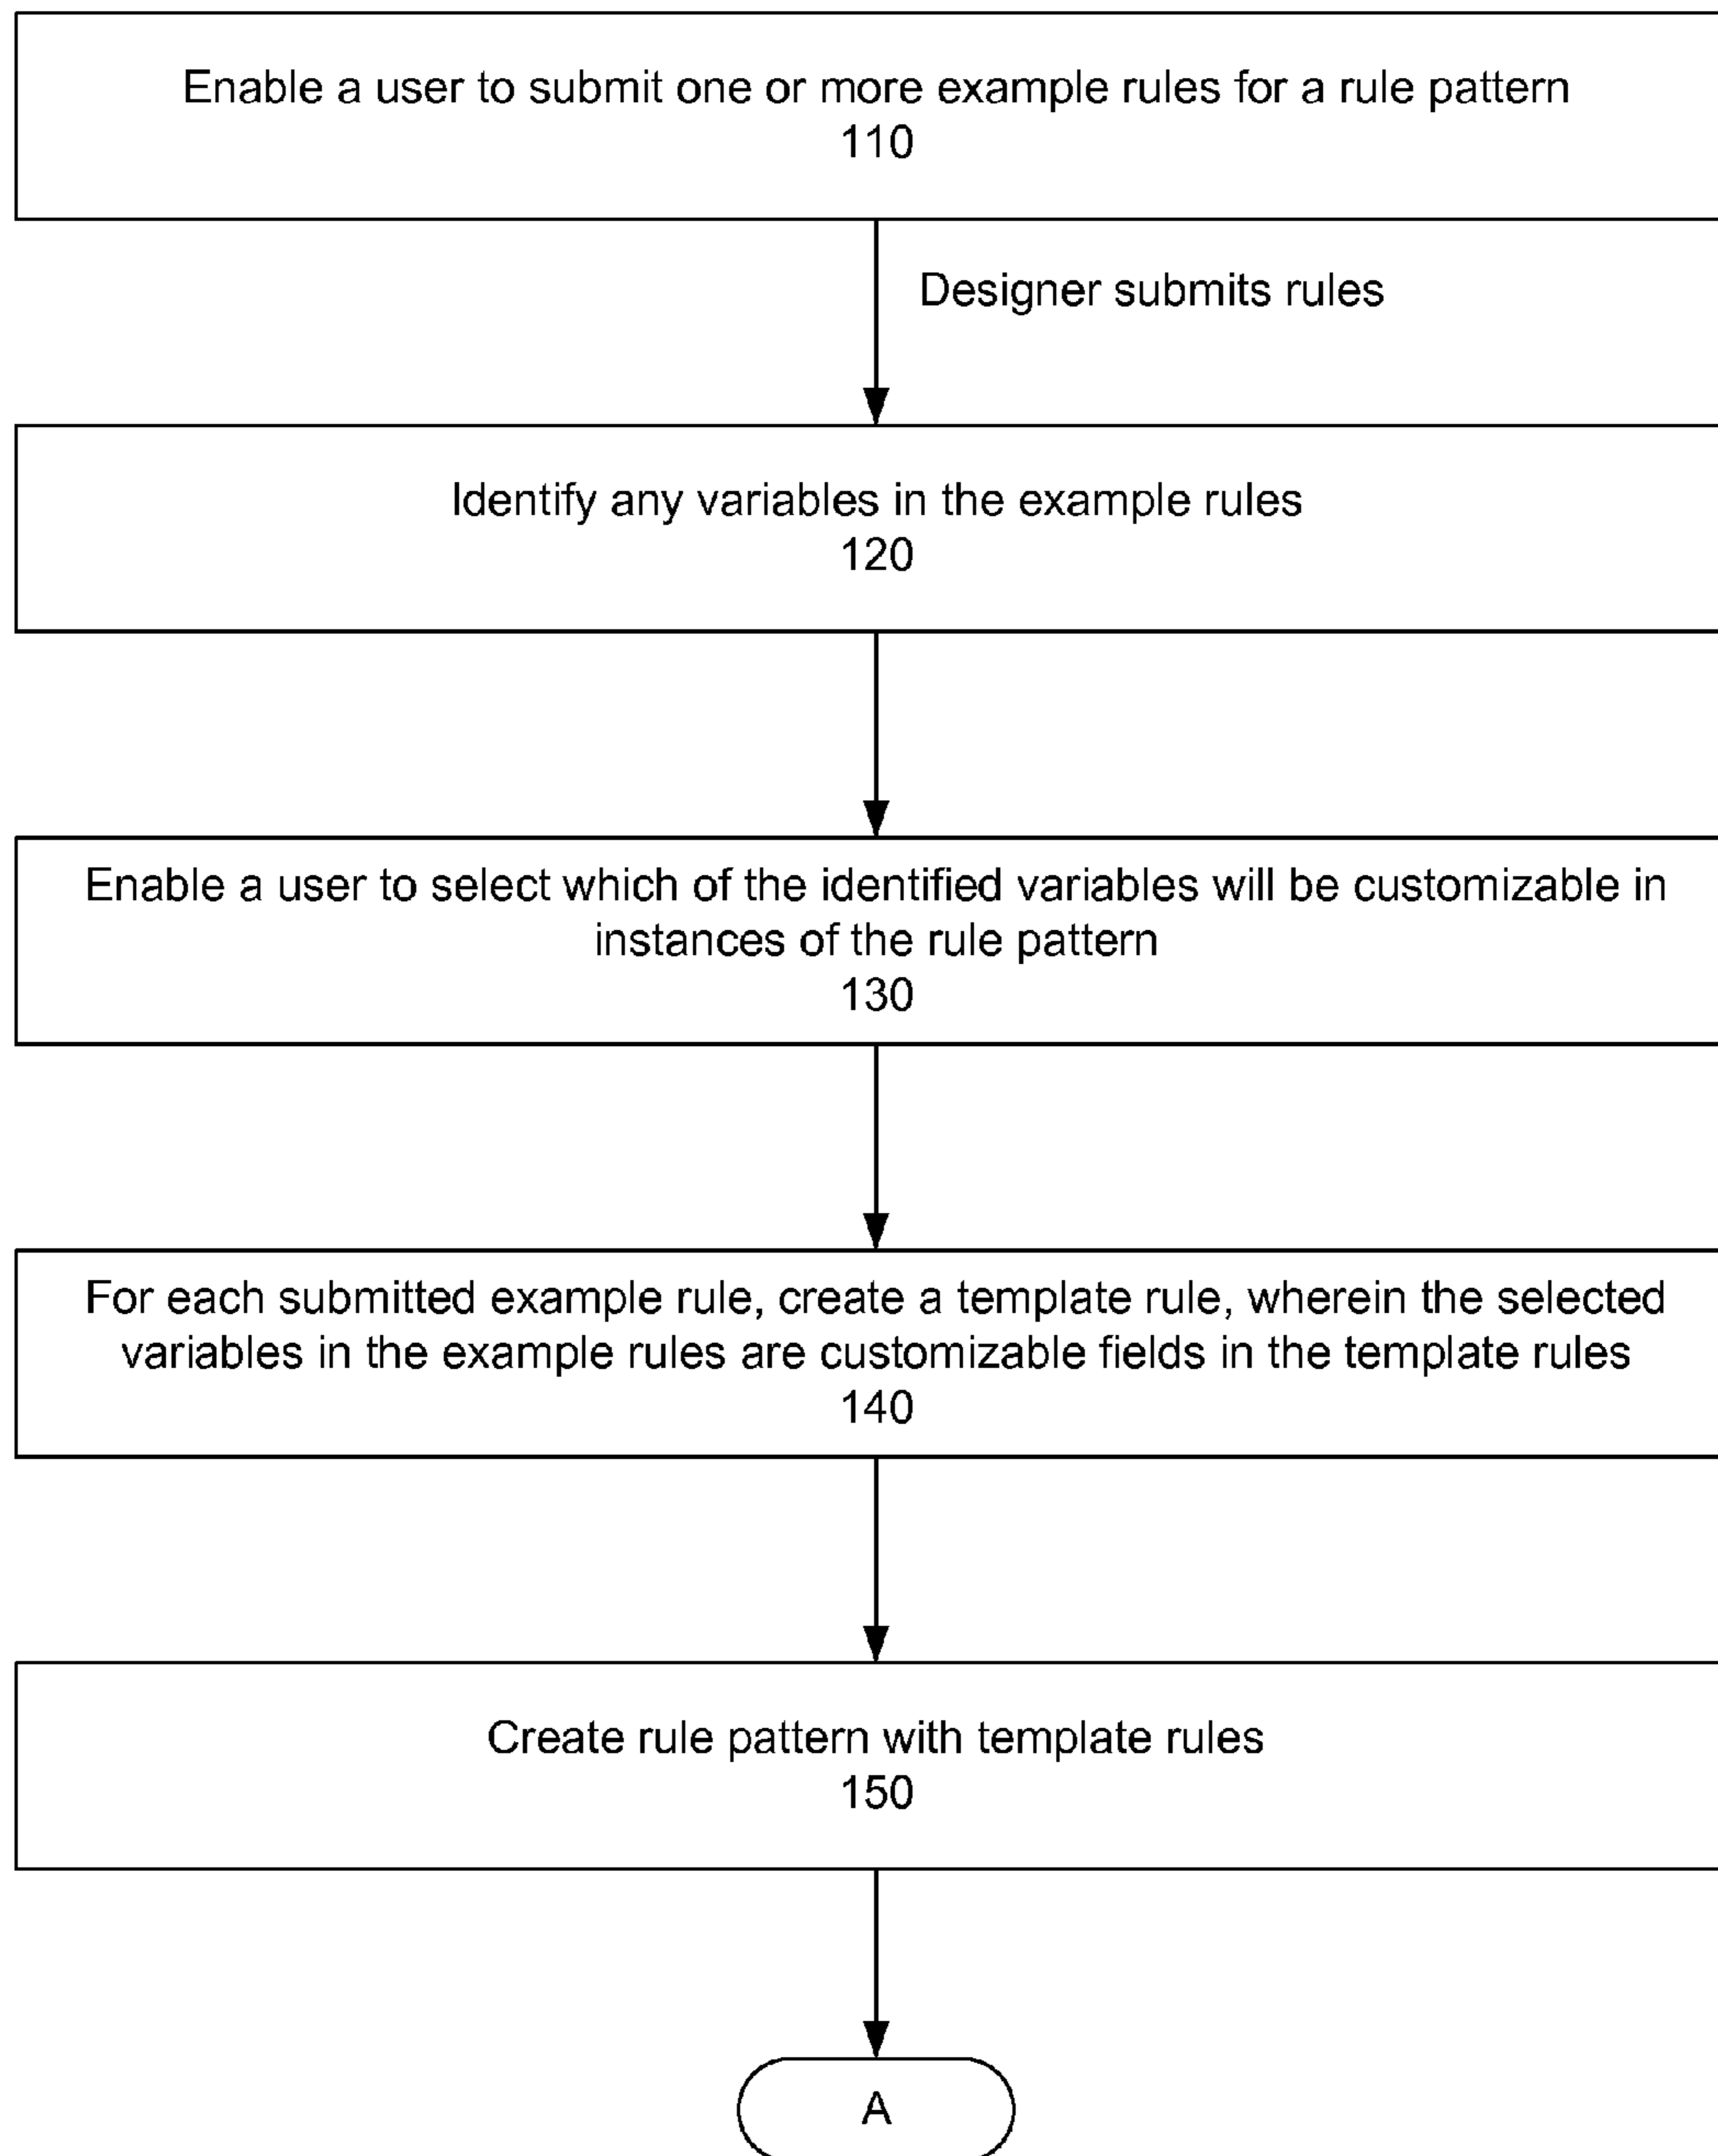 Enable a user to submit one or more example rules for a rule pattern
110
Designer submits rules
Identify any variables in the example rules
120
Enable a user to select which of the identified variables will be customizable in
instances of the rule pattern
130
For each submitted example rule, create a template rule, wherein the selected
variables in the example rules are customizable fields in the template rules
140
Create rule pattern with template rules
150
A